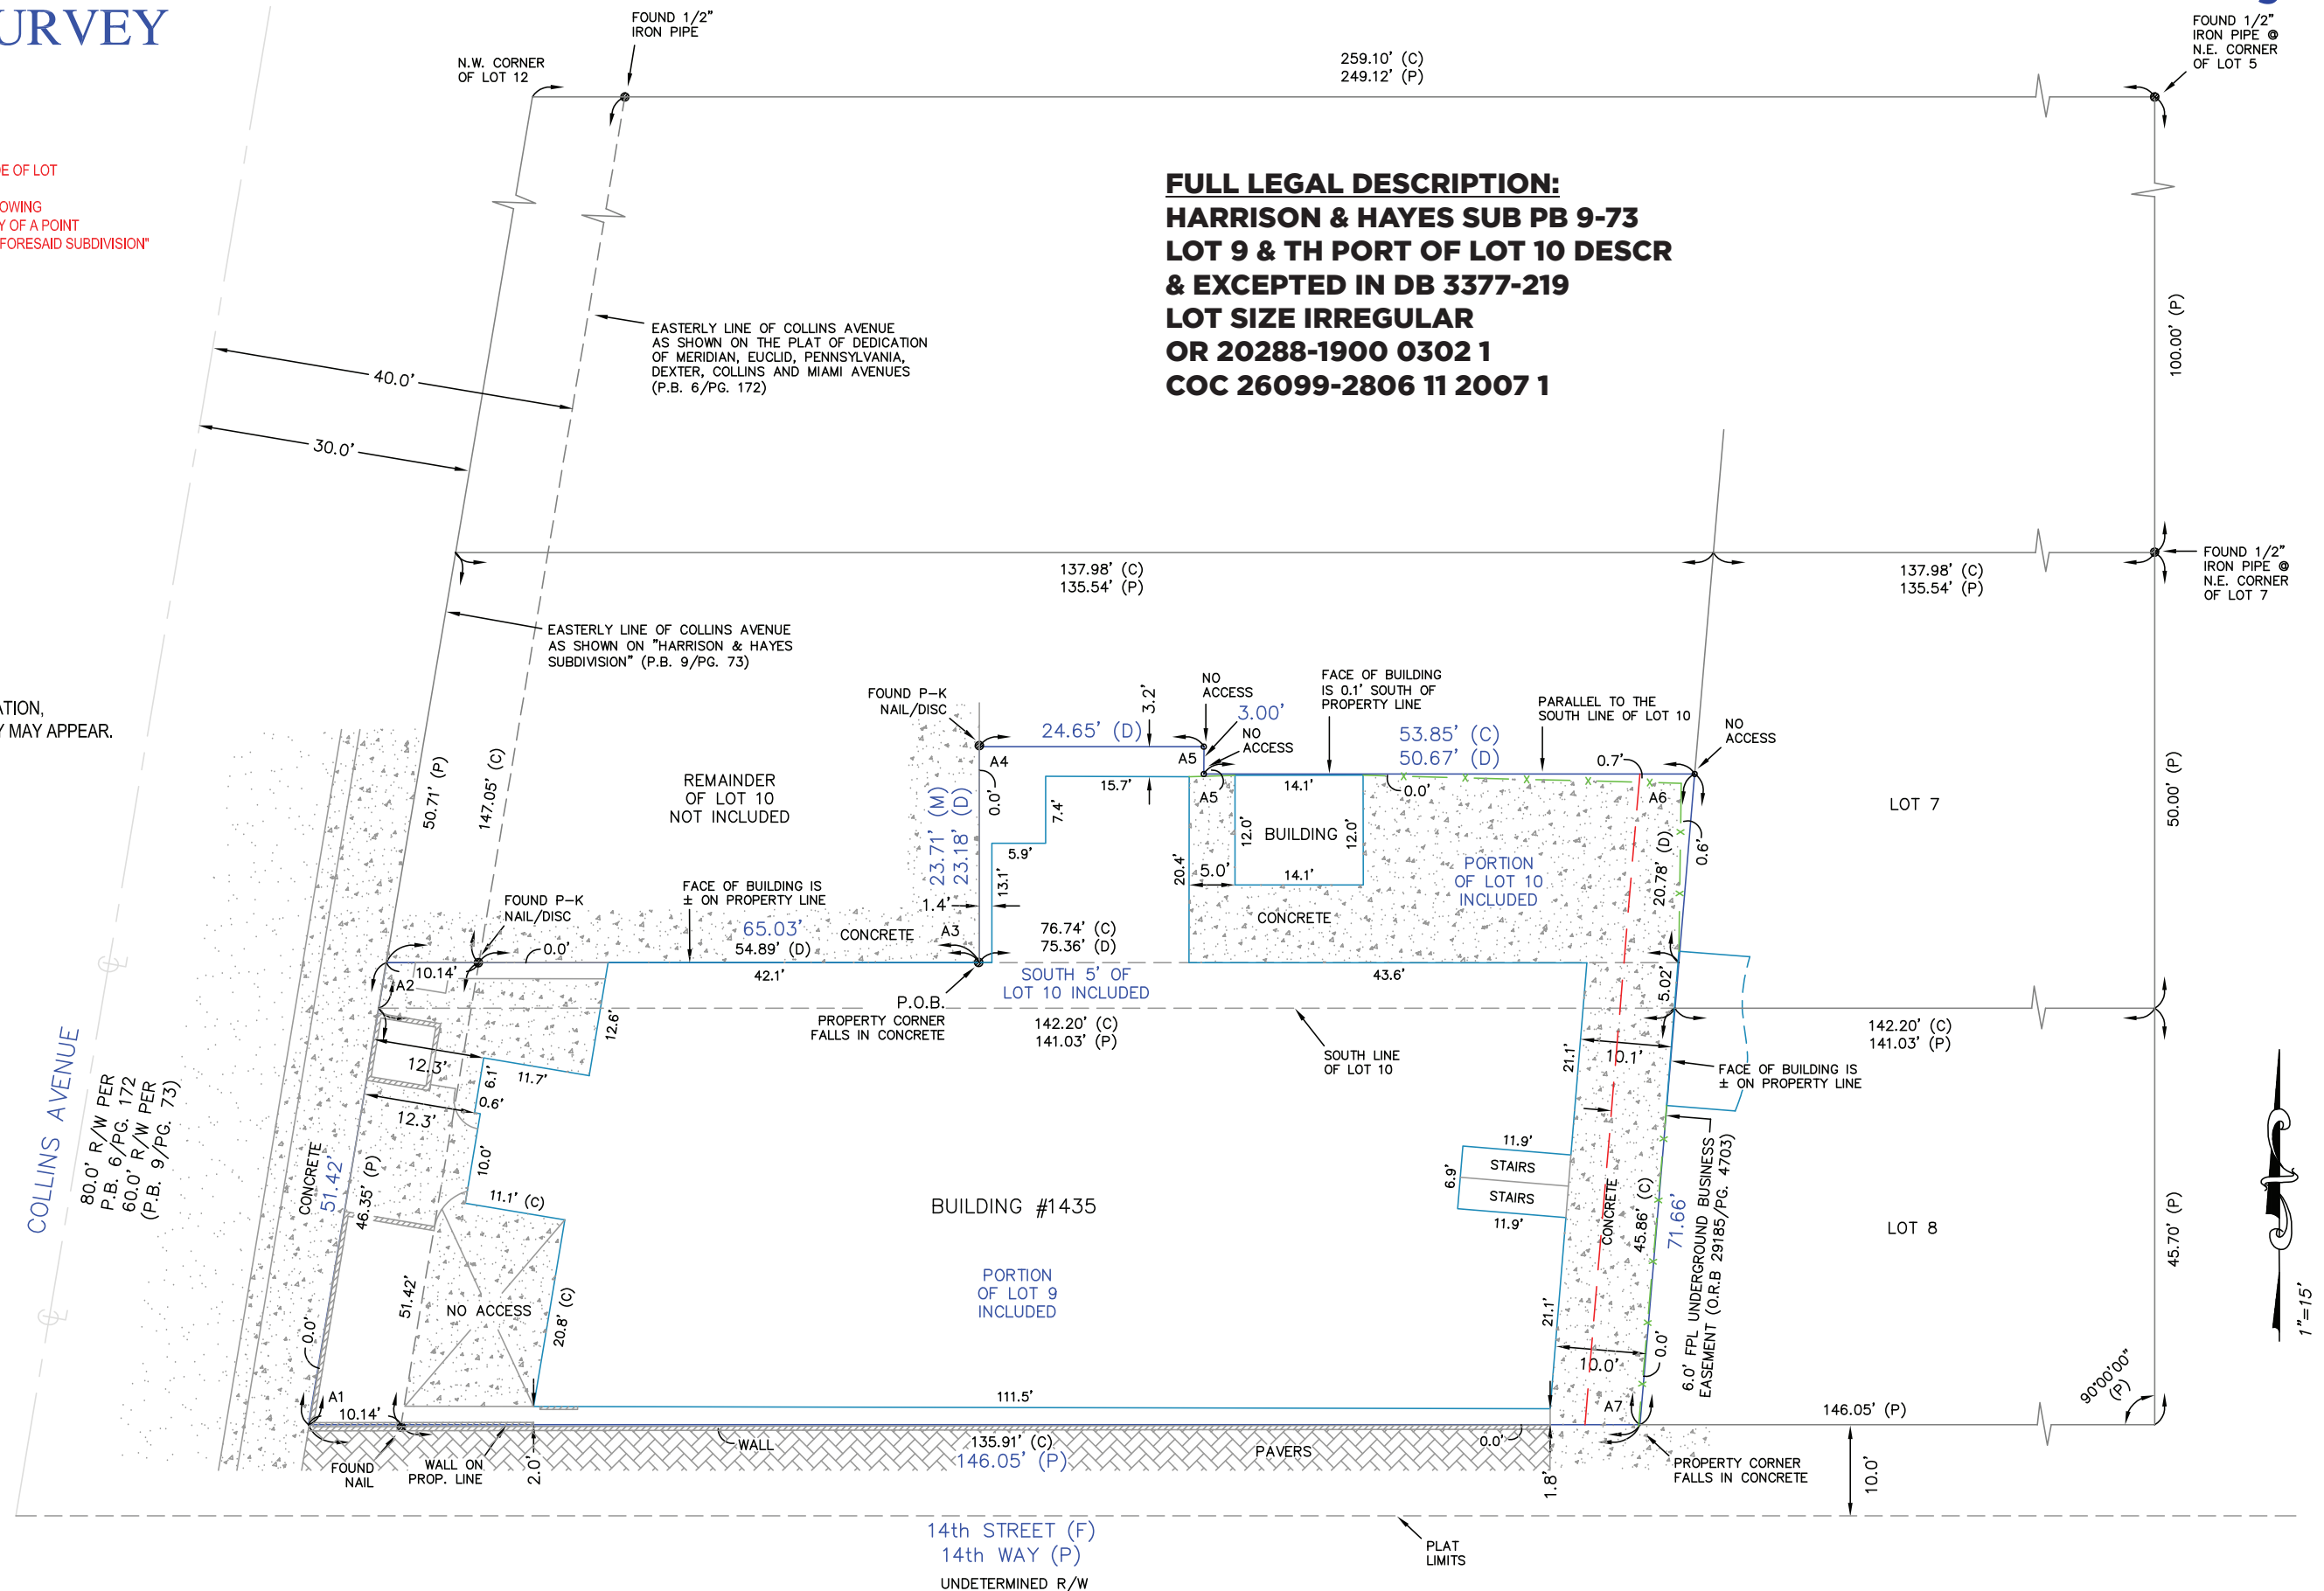 URVEY
FOUND 1/2"
IRON PIPE
N.W. CORNER
OF LOT 12
259.10' (C)
249.12' (P)
FOUND 1/2"
IRON PIPE @
N.E. CORNER
OF LOT 5
E OF LOT
OWING
Y OF A POINT
FORESAID SUBDIVISION"
FULL LEGAL DESCRIPTION:
HARRISON & HAYES SUB PB 9-73
LOT 9 & TH PORT OF LOT 10 DESCR
& EXCEPTED IN DB 3377-219
LOT SIZE IRREGULAR
OR 20288-1900 0302 1
COC 26099-2806 11 2007 1
100.00' (P)
EASTERLY LINE OF COLLINS AVENUE
AS SHOWN ON THE PLAT OF DEDICATION
OF MERIDIAN, EUCLID, PENNSYLVANIA,
DEXTER, COLLINS AND MIAMI AVENUES
(P.B. 6/PG. 172)
40.0'
30.0'
137.98' (C)
135.54' (P)
137.98' (C)
135.54' (P)
FOUND 1/2"
IRON PIPE @
N.E. CORNER
OF LOT 7
EASTERLY LINE OF COLLINS AVENUE
AS SHOWN ON "HARRISON & HAYES
SUBDIVISION" (P.B. 9/PG. 73)
ATION,
Y MAY APPEAR.
FOUND P-K
NAIL/DISC
24.65' (D)
3.2'
NO
ACCESS
3.00'
NO
ACCESS
FACE OF BUILDING
IS 0.1' SOUTH OF
PROPERTY LINE
53.85' (C)
50.67' (D)
PARALLEL TO THE
SOUTH LINE OF LOT 10
NO
ACCESS
50.71' (P)
147.05' (C)
REMAINDER
OF LOT 10
NOT INCLUDED
23.71' (M)
23.18' (D)
A4
0.0'
A5
A5
15.7'
7.4'
5.9'
13.1'
1.4'
14.1'
12.0'
BUILDING
12.0'
14.1'
5.0'
20.4'
0.0'
0.7'
A6
PORTION
OF LOT 10
INCLUDED
CONCRETE
20.78' (D)
0.6'
LOT 7
50.00' (P)
FOUND P-K
NAIL/DISC
FACE OF BUILDING IS
± ON PROPERTY LINE
0.0'
65.03'
54.89' (D)
CONCRETE
A3
76.74' (C)
75.36' (D)
10.14'
A2
42.1'
SOUTH 5' OF
LOT 10 INCLUDED
43.6'
P.O.B.
PROPERTY CORNER
FALLS IN CONCRETE
142.20' (C)
141.03' (P)
SOUTH LINE
OF LOT 10
5.02'
142.20' (C)
141.03' (P)
FACE OF BUILDING IS
± ON PROPERTY LINE
12.6'
12.3'
11.7'
6.1'
0.6'
12.3'
10.0'
11.1' (C)
21.1'
10.1'
COLLINS AVENUE
80.0' R/W PER
P.B. 6/PG. 172
60.0' R/W PER
(P.B. 9/PG. 73)
CONCRETE
51.42'
46.35' (P)
51.42'
NO ACCESS
20.8' (C)
0.0'
BUILDING #1435
PORTION
OF LOT 9
INCLUDED
11.9'
STAIRS
6.9'
STAIRS
11.9'
CONCRETE
45.86' (C)
71.66'
6.0' FPL UNDERGROUND BUSINESS
EASEMENT (O.R.B 29185/PG. 4703)
LOT 8
45.70' (P)
1"=15'
21.1'
10.0'
0.0'
A1
10.14'
111.5'
A7
146.05' (P)
90°00'00"
(P)
WALL
135.91' (C)
146.05' (P)
PAVERS
0.0'
FOUND
NAIL
WALL ON
PROP. LINE
2.0'
1.8'
PROPERTY CORNER
FALLS IN CONCRETE
10.0'
14th STREET (F)
14th WAY (P)
UNDETERMINED R/W
PLAT
LIMITS